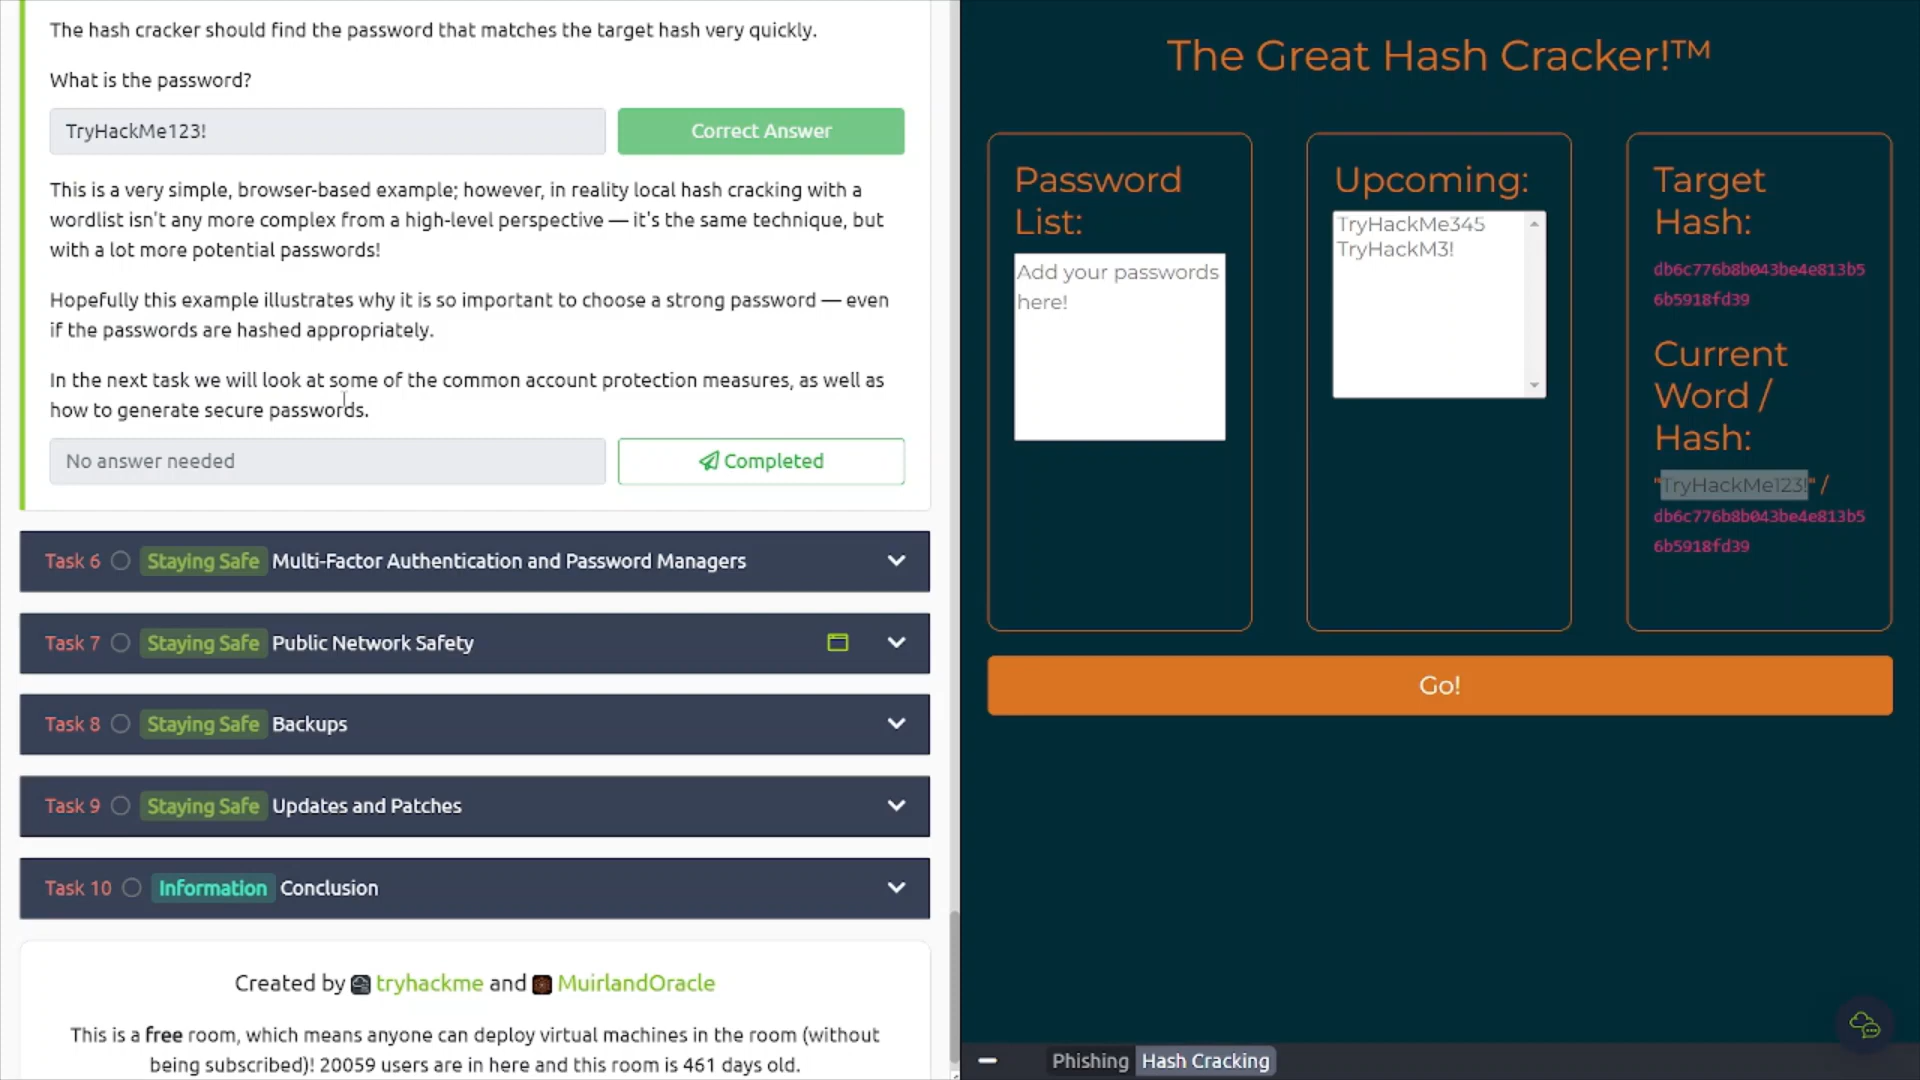 The hash cracker should find the password that matches the target hash very quickly.
What is the password?
TryHackMe123!
Correct Answer
This is a very simple, browser-based example; however, in reality local hash cracking with a
wordlist isn't any more complex from a high-level perspective — it's the same technique, but
with a lot more potential passwords!
Hopefully this example illustrates why it is so important to choose a strong password — even
if the passwords are hashed appropriately.
In the next task we will look at some of the common account protection measures, as well as
how to generate secure passwords.
No answer needed
Completed
Task 6 Staying Safe Multi-Factor Authentication and Password Managers
Task 7 Staying Safe Public Network Safety
Task 8 Staying Safe Backups
Task 9 Staying Safe Updates and Patches
Task 10 Information Conclusion
Created by tryhackme and MuirlandOracle
This is a free room, which means anyone can deploy virtual machines in the room (without
being subscribed)! 20059 users are in here and this room is 461 days old.
The Great Hash Cracker!™
Password
List:
Add your passwords
here!
Upcoming:
TryHackMe345
TryHackM3!
Target
Hash:
db6c776b8b043be4e813b5
6b5918fd39
Current
Word /
Hash:
"TryHackMe123!" /
db6c776b8b043be4e813b5
6b5918fd39
Go!
Phishing
Hash Cracking